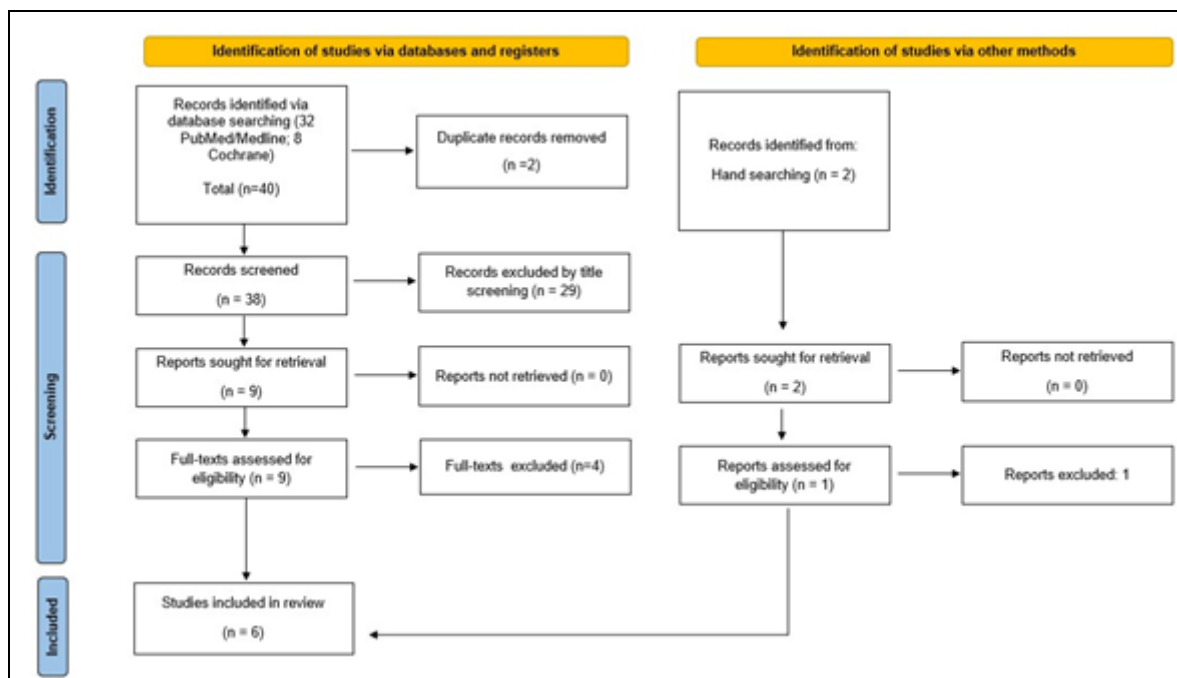 Identification of studies via databases and registers
Identification of studies via other methods
Identification
Records identified via
database searching (32
PubMed/Medline; 8
Cochrane)
Total (n=40)
Duplicate records removed
(n =2)
Records identified from:
Hand searching (n = 2)
Screening
Records screened
(n = 38)
Records excluded by title
screening (n = 29)
Reports sought for retrieval
(n = 9)
Reports not retrieved (n = 0)
Reports sought for retrieval
(n = 2)
Reports not retrieved
(n = 0)
Full-texts assessed for
eligibility (n = 9)
Full-texts excluded (n=4)
Reports assessed for
eligibility (n = 1)
Reports excluded: 1
Included
Studies included in review
(n = 6)